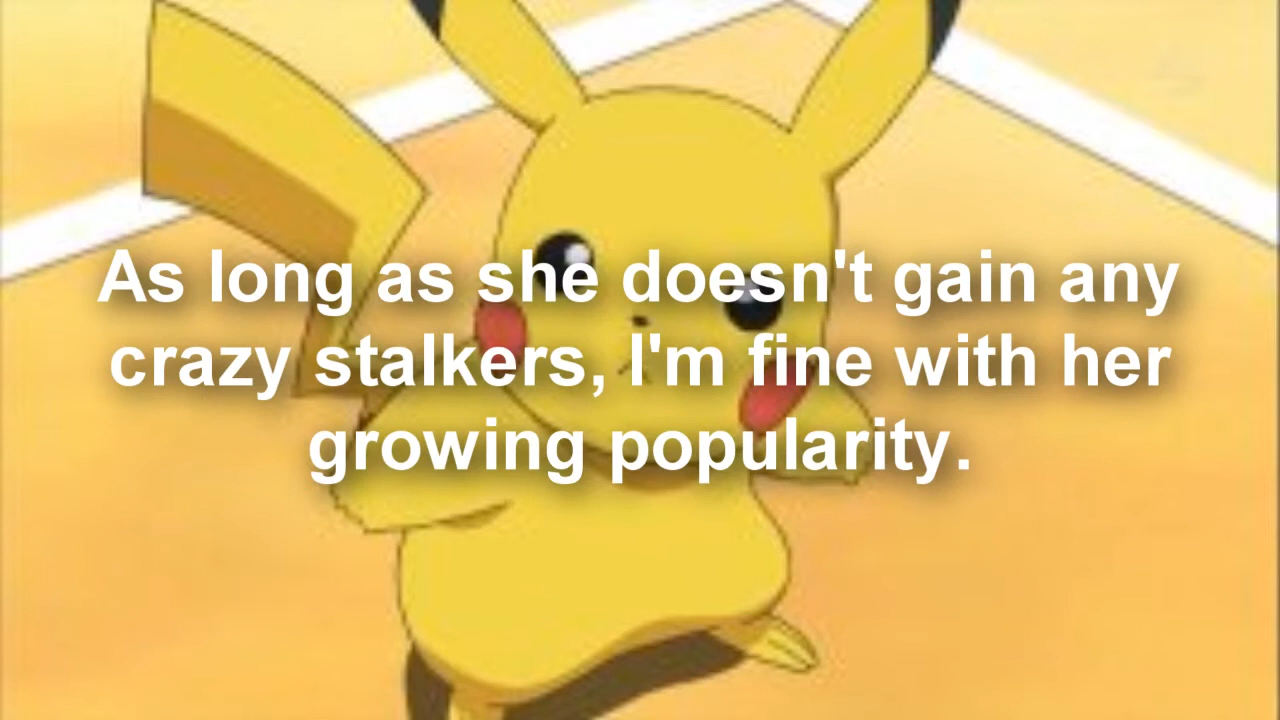 As long as she doesn't gain any
crazy stalkers, I'm fine with her
growing popularity.